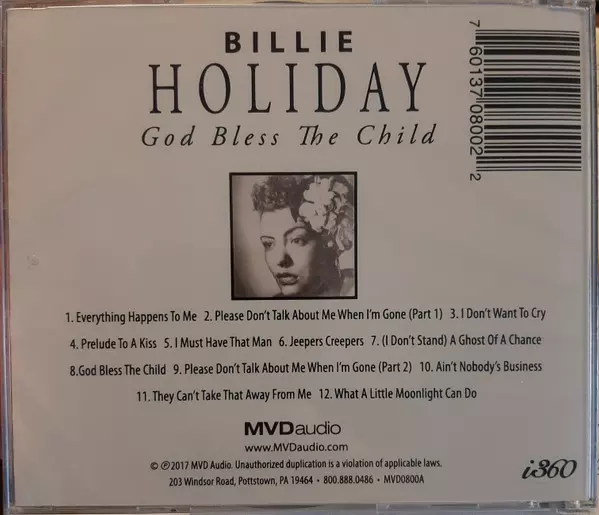 BILLIE
HOLIDAY
God Bless The Child
7 60137 08002 2
1. Everything Happens To Me 2. Please Don't Talk About Me When I'm Gone (Part 1) 3. I Don't Want To Cry
4. Prelude To A Kiss 5. I Must Have That Man 6. Jeepers Creepers 7. (I Don't Stand) A Ghost Of A Chance
8.God Bless The Child 9. Please Don't Talk About Me When I'm Gone (Part 2) 10. Ain't Nobody's Business
11. They Can't Take That Away From Me 12. What A Little Moonlight Can Do
MVDaudio
www.MVDaudio.com
© ℗2017 MVD Audio. Unauthorized duplication is a violation of applicable laws.
203 Windsor Road, Pottstown, PA 19464 • 800.888.0486 • MVD0800A
i360